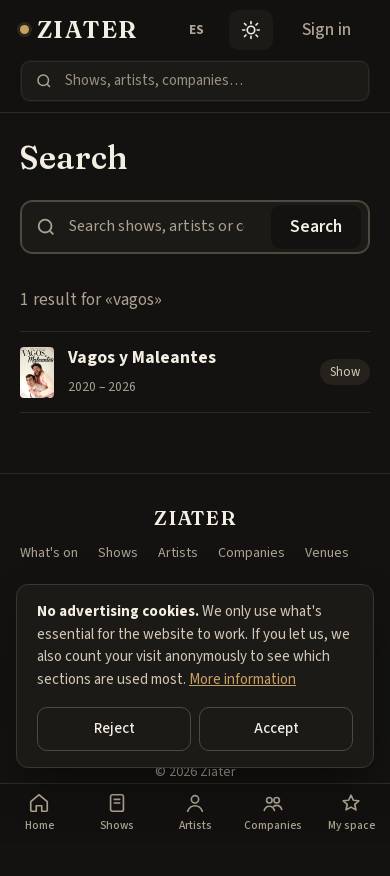 ZIATER
ES
Sign in
Shows, artists, companies…
Search
Search shows, artists or c
Search
1 result for «vagos»
VAGOS
Maleantes
Vagos y Maleantes
2020 – 2026
Show
ZIATER
What's on Shows Artists Companies Venues
No advertising cookies. We only use what's
essential for the website to work. If you let us, we
also count your visit anonymously to see which
sections are used most. More information
Reject Accept
© 2026 Ziater
Home Shows Artists Companies My space